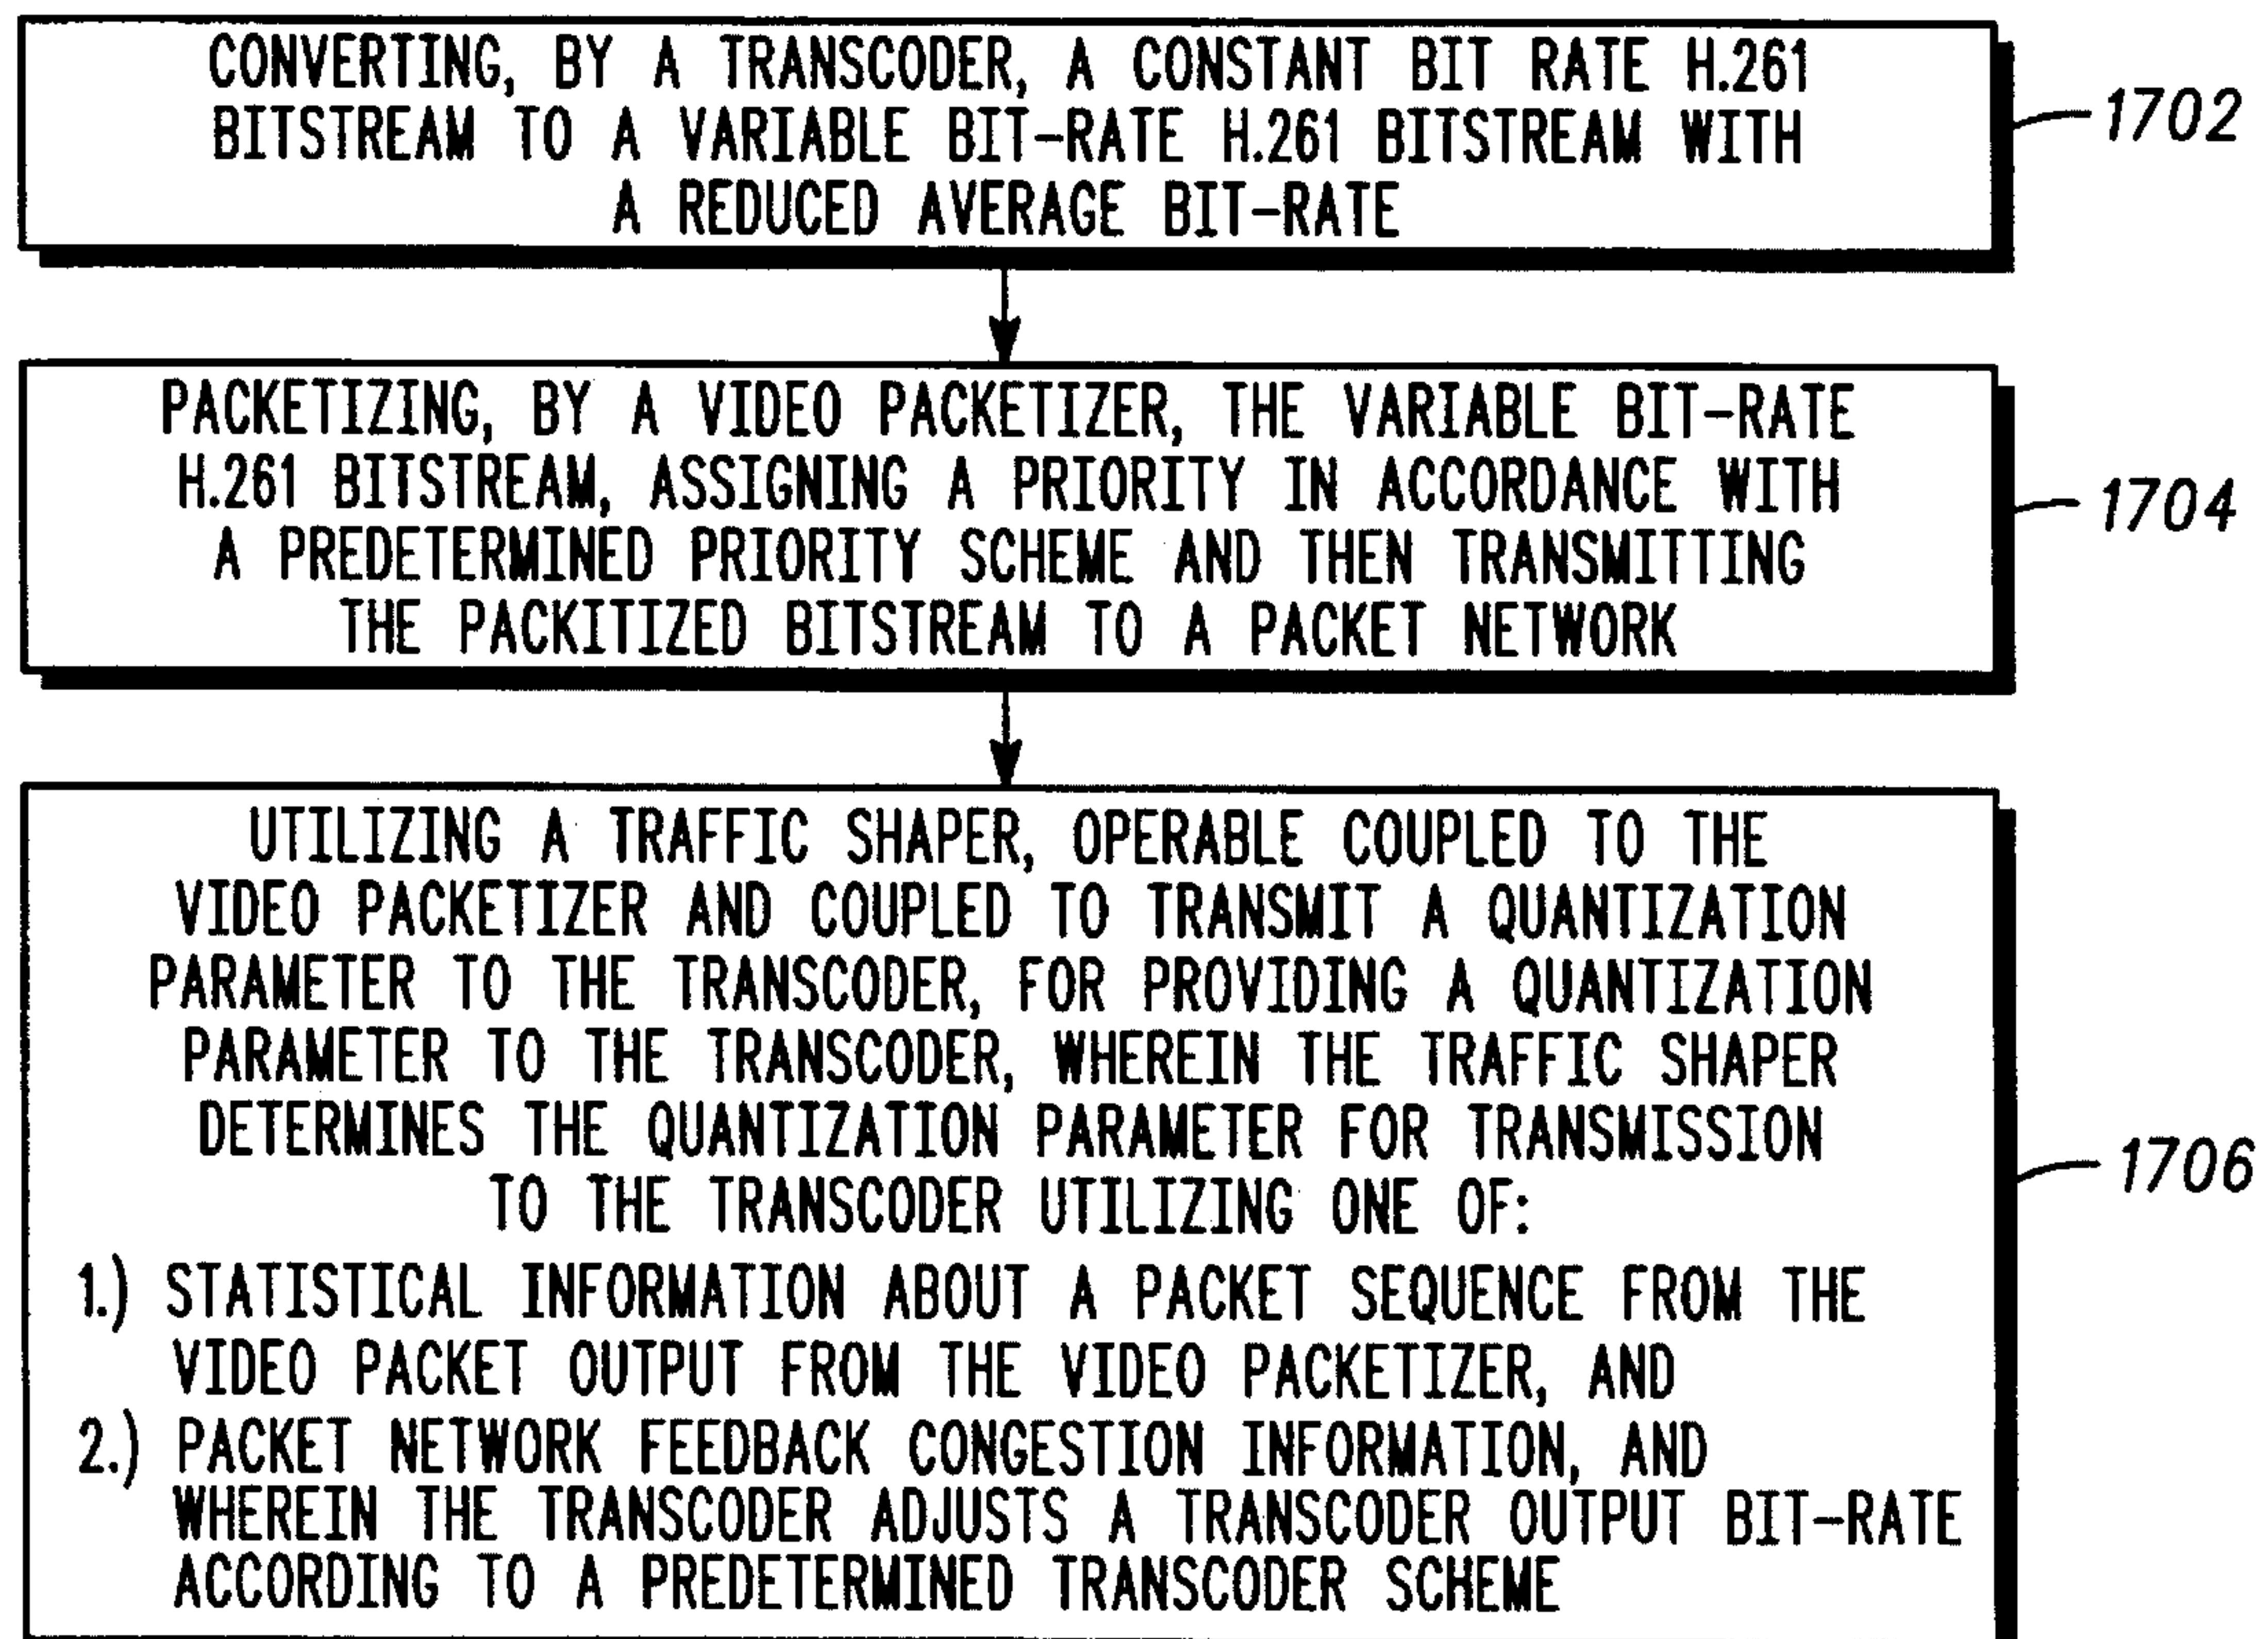 CONVERTING, BY A TRANSCODER, A CONSTANT BIT RATE H.261
BITSTREAM TO A VARIABLE BIT-RATE H.261 BITSTREAM WITH
A REDUCED AVERAGE BIT-RATE
1702
PACKETIZING, BY A VIDEO PACKETIZER, THE VARIABLE BIT-RATE
H.261 BITSTREAM, ASSIGNING A PRIORITY IN ACCORDANCE WITH
A PREDETERMINED PRIORITY SCHEME AND THEN TRANSMITTING
THE PACKITIZED BITSTREAM TO A PACKET NETWORK
1704
UTILIZING A TRAFFIC SHAPER, OPERABLE COUPLED TO THE
VIDEO PACKETIZER AND COUPLED TO TRANSMIT A QUANTIZATION
PARAMETER TO THE TRANSCODER, FOR PROVIDING A QUANTIZATION
PARAMETER TO THE TRANSCODER, WHEREIN THE TRAFFIC SHAPER
DETERMINES THE QUANTIZATION PARAMETER FOR TRANSMISSION
TO THE TRANSCODER UTILIZING ONE OF:
1.) STATISTICAL INFORMATION ABOUT A PACKET SEQUENCE FROM THE
VIDEO PACKET OUTPUT FROM THE VIDEO PACKETIZER, AND
2.) PACKET NETWORK FEEDBACK CONGESTION INFORMATION, AND
WHEREIN THE TRANSCODER ADJUSTS A TRANSCODER OUTPUT BIT-RATE
ACCORDING TO A PREDETERMINED TRANSCODER SCHEME
1706